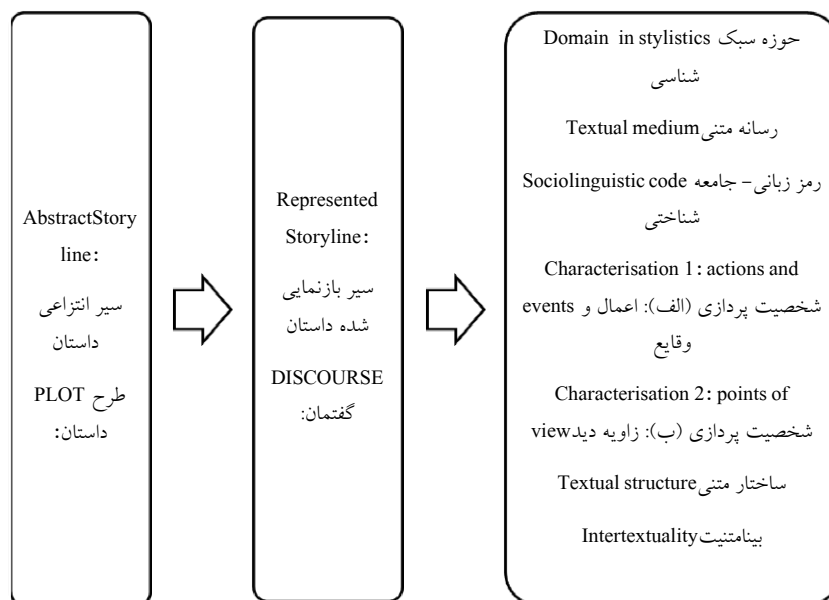 AbstractStory
line:
سیر انتزاعی
داستان
طرح PLOT
داستان:
Represented
Storyline:
سیر بازنمایی
شده داستان
DISCOURSE
گفتمان:
حوزه سبک Domain in stylistics
شناسی
رسانه متنی Textual medium
رمز زبانی- جامعه Sociolinguistic code
شناختی
Characterisation 1: actions and
شخصیت پردازی (الف): اعمال و events
وقایع
Characterisation 2: points of
شخصیت پردازی (ب): زاویه دید view
ساختار متنی Textual structure
بینامتنیت Intertextuality